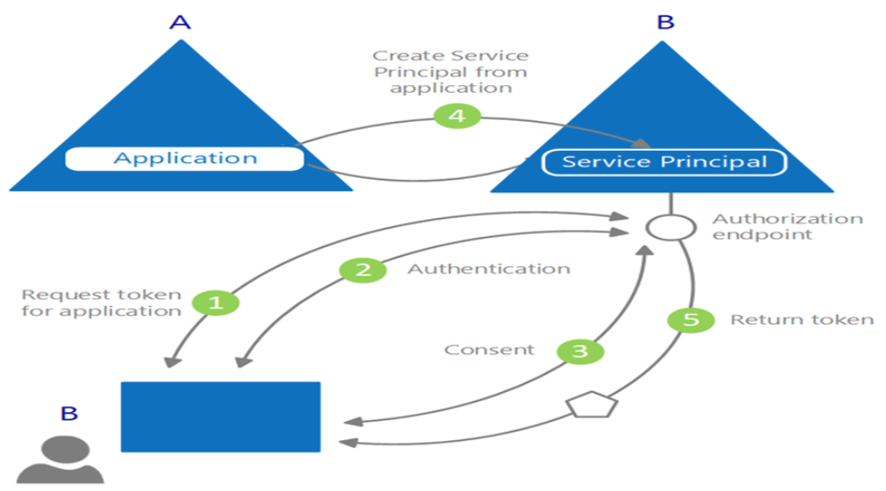 A
B
Create Service
Principal from
application
4
Application
Service Principal
Authorization
endpoint
2
Authentication
Request token
for application
1
5
Return token
Consent
3
B